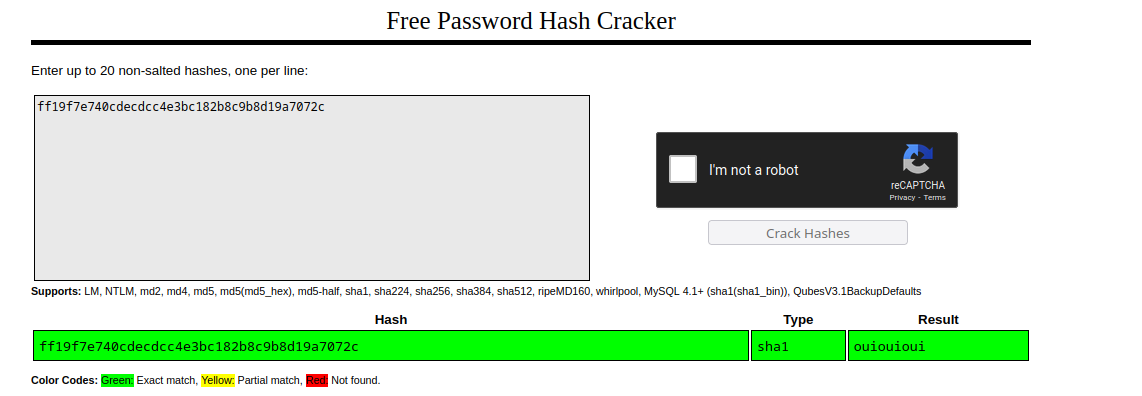 Free Password Hash Cracker
Enter up to 20 non-salted hashes, one per line:
ff19f7e740cdecdcc4e3bc182b8c9b8d19a7072c
I'm not a robot
reCAPTCHA
Privacy - Terms
Crack Hashes
Supports: LM, NTLM, md2, md4, md5, md5(md5_hex), md5-half, sha1, sha224, sha256, sha384, sha512, ripeMD160, whirlpool, MySQL 4.1+ (sha1(sha1_bin)), QubesV3.1BackupDefaults
Hash Type Result
ff19f7e740cdecdcc4e3bc182b8c9b8d19a7072c sha1 ouiouioui
Color Codes: Green: Exact match, Yellow: Partial match, Red: Not found.